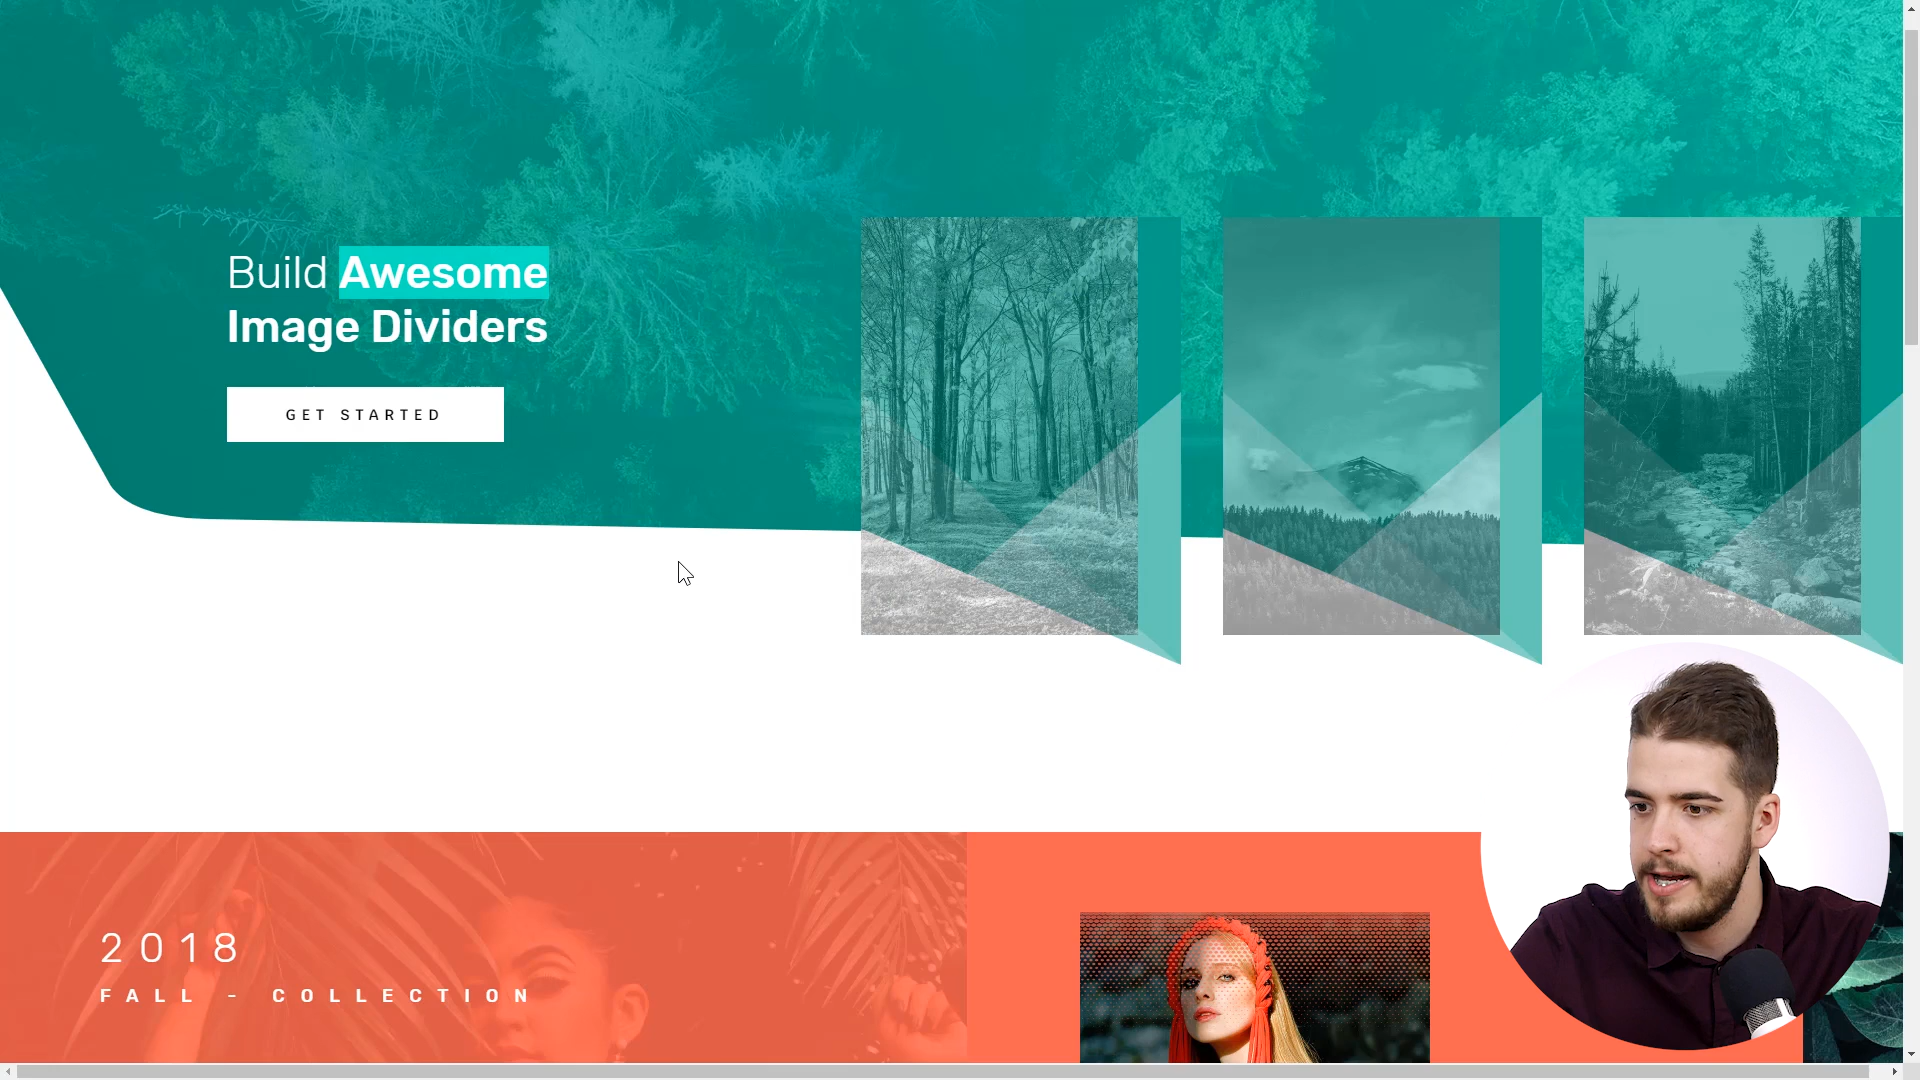 Build Awesome
Image Dividers
GET STARTED
2018
FALL - COLLECTION